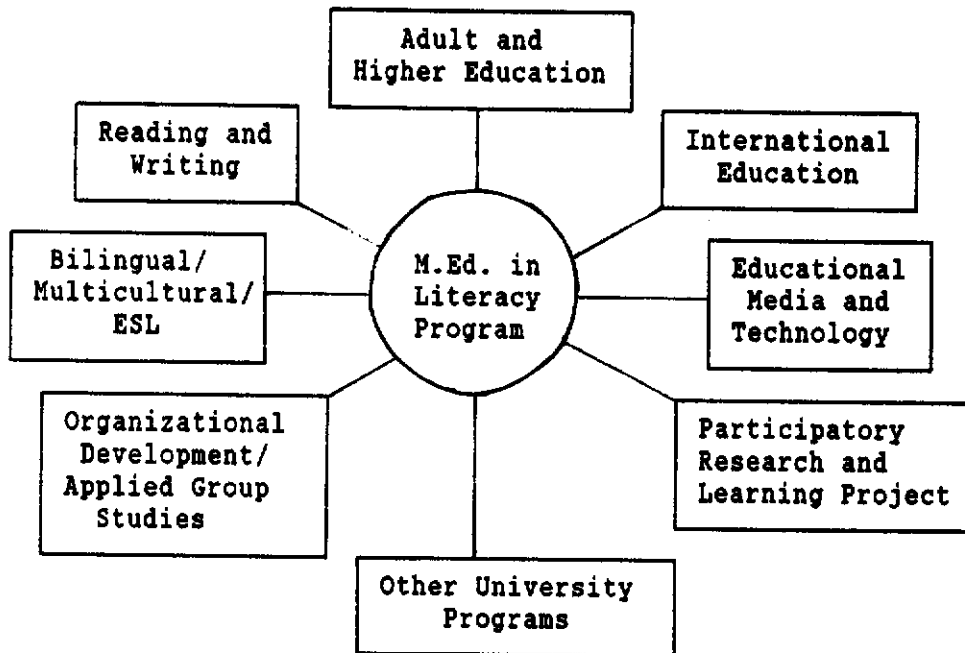 Adult and
Higher Education
Reading and
Writing
International
Education
Bilingual/
Multicultural/
ESL
M.Ed. in
Literacy
Program
Educational
Media and
Technology
Organizational
Development/
Applied Group
Studies
Participatory
Research and
Learning Project
Other University
Programs